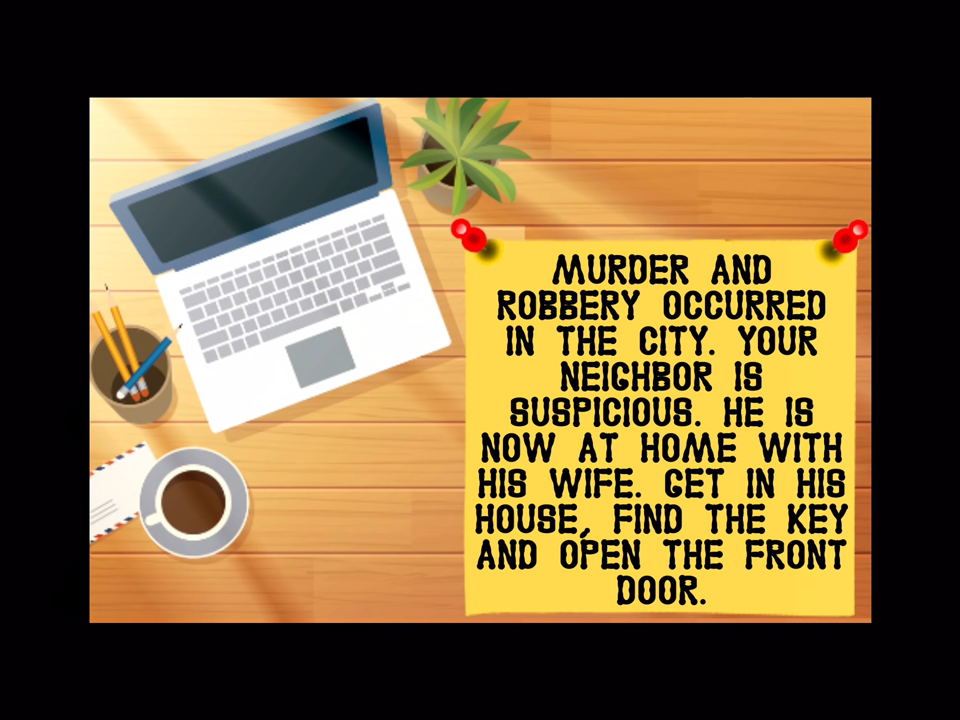 MURDER AND
ROBBERY OCCURRED
IN THE CITY. YOUR
NEIGHBOR IS
SUSPICIOUS. HE IS
NOW AT HOME WITH
HIS WIFE. GET IN HIS
HOUSE, FIND THE KEY
AND OPEN THE FRONT
DOOR.